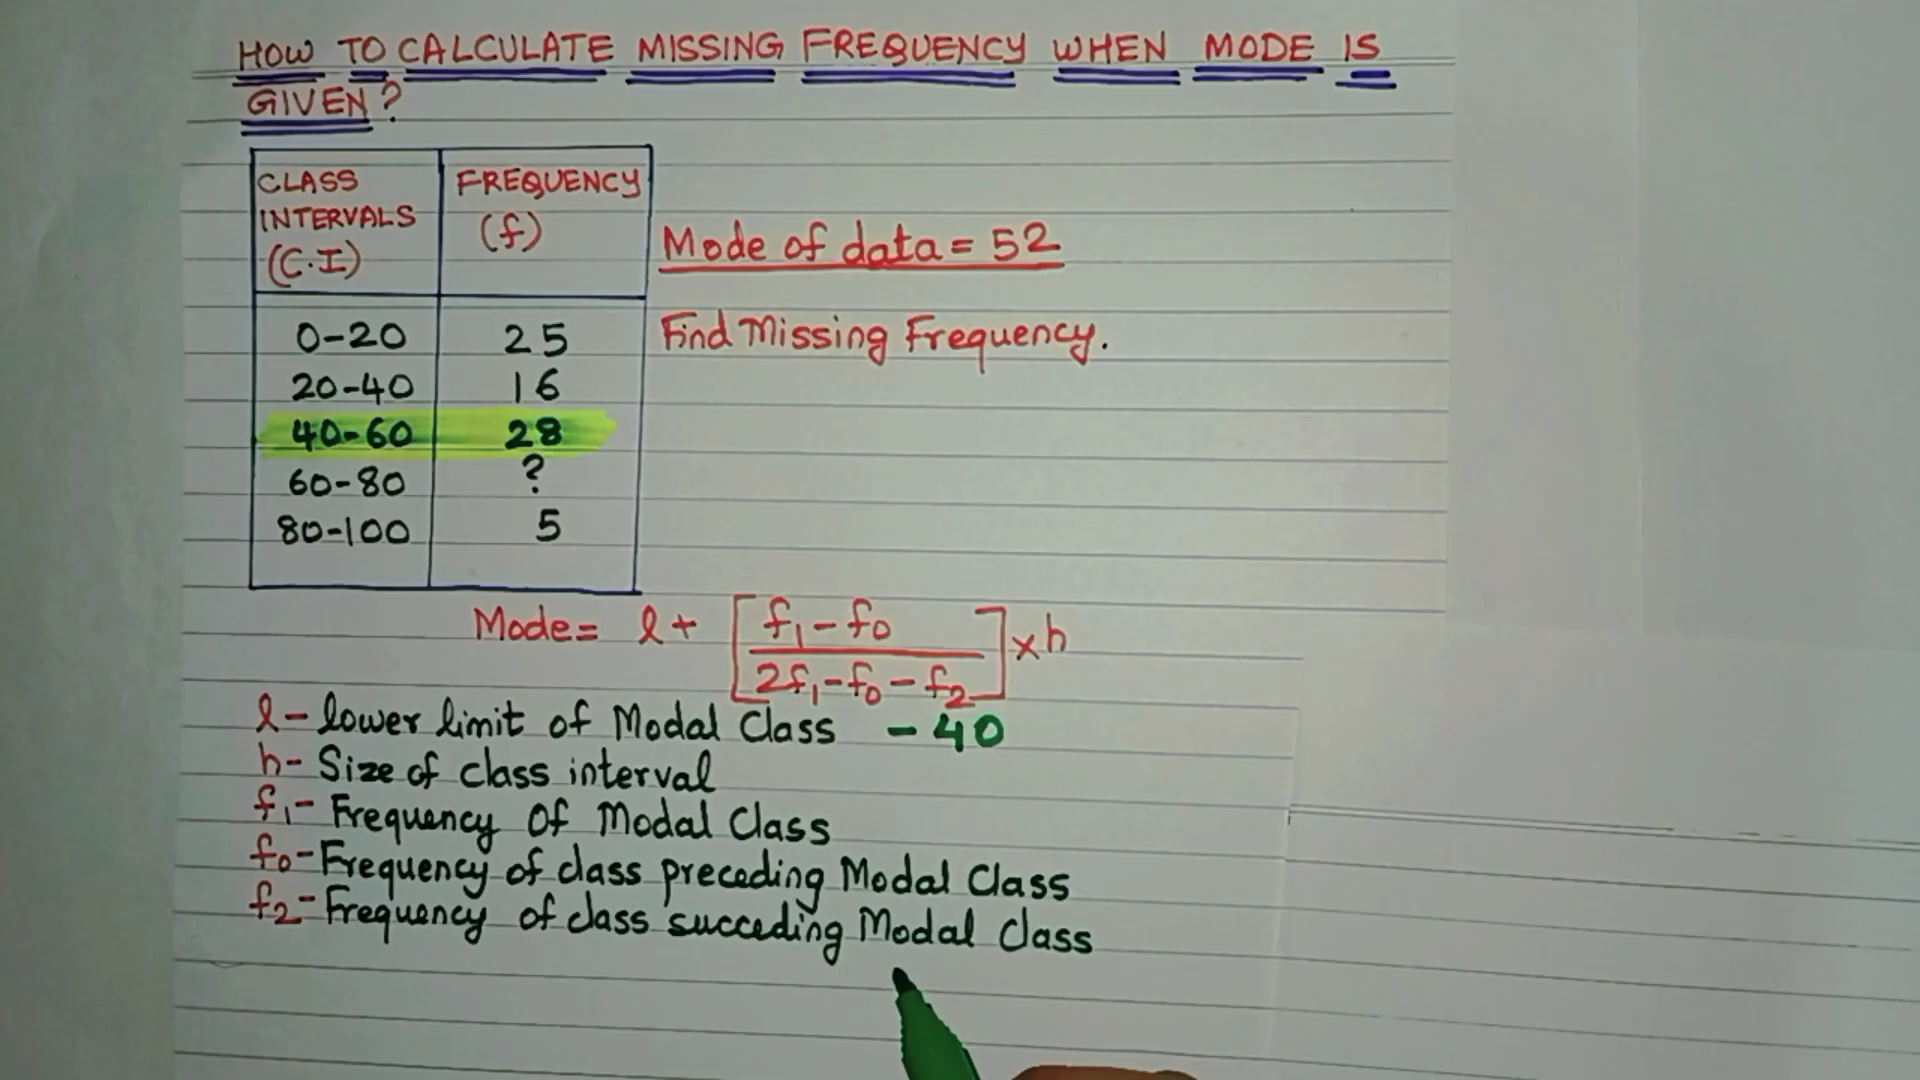 HOW TO CALCULATE MISSING FREQUENCY WHEN MODE IS
GIVEN?
CLASS INTERVALS (C.I) FREQUENCY (f)
Mode of data = 52
0-20 25
Find Missing Frequency.
20-40 16
40-60 28
60-80 ?
80-100 5
Mode = l + [f1-f0 / 2f1-f0-f2] × h
l - lower limit of Modal Class - 40
h - Size of class interval
f1 - Frequency Of Modal Class
f0 - Frequency of class preceding Modal Class
f2 - Frequency of class succeding Modal Class